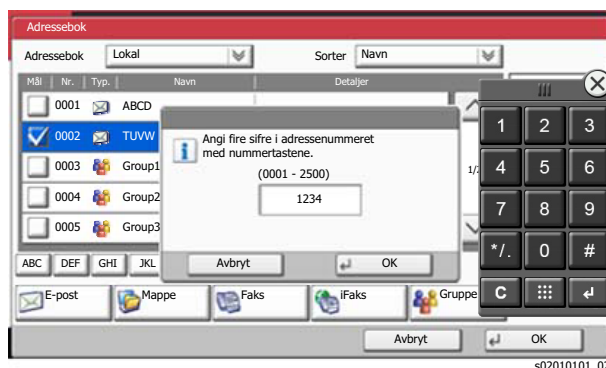 Adressebok
Adressebok Lokal Sorter Navn
Mål Nr. Typ. Navn Detaljer
0001 ABCD
0002 TUVW
0003 Group1
0004 Group2
0005 Group3
Angi fire sifre i adressenummeret
med nummertastene.
(0001 - 2500)
1234
Avbryt OK
ABC DEF GHI JKL
E-post Mappe Faks iFaks Gruppe
Avbryt OK
1 2 3
4 5 6
7 8 9
*/. 0 #
C